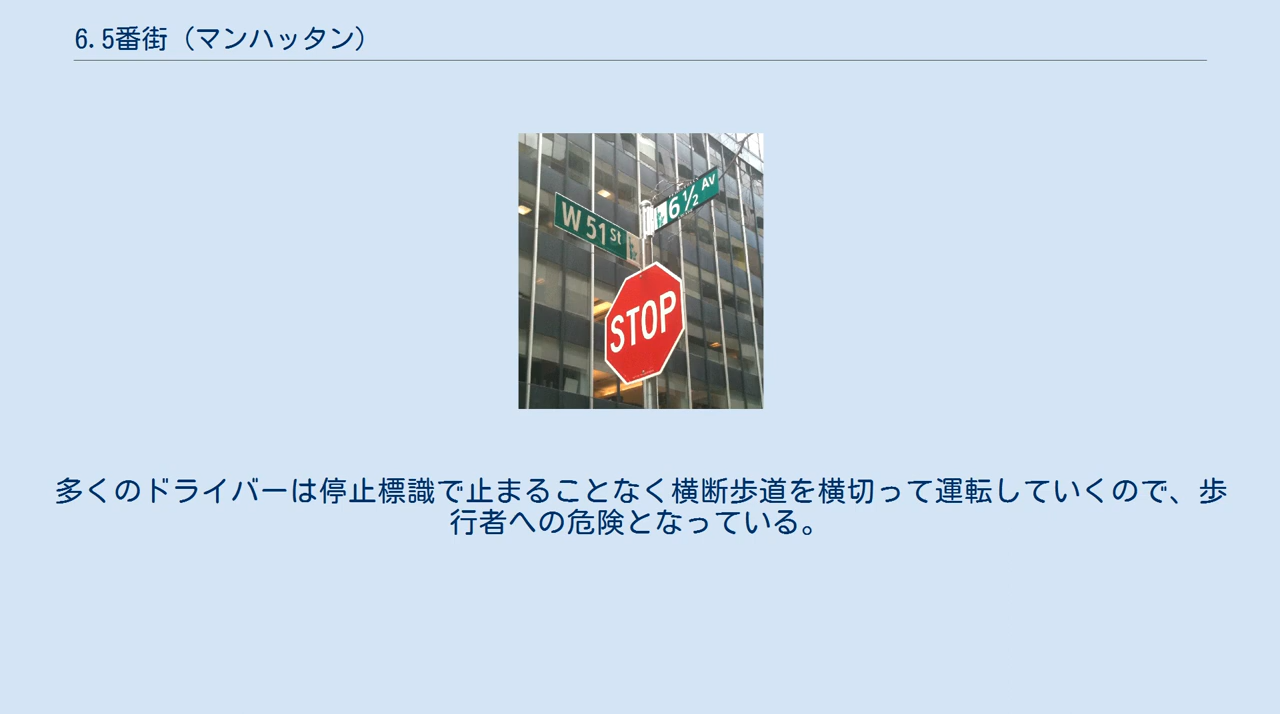 6.5番街（マンハッタン）
W 51 St
6 ½ AV
STOP
多くのドライバーは停止標識で止まることなく横断歩道を横切って運転していくので、歩
行者への危険となっている。